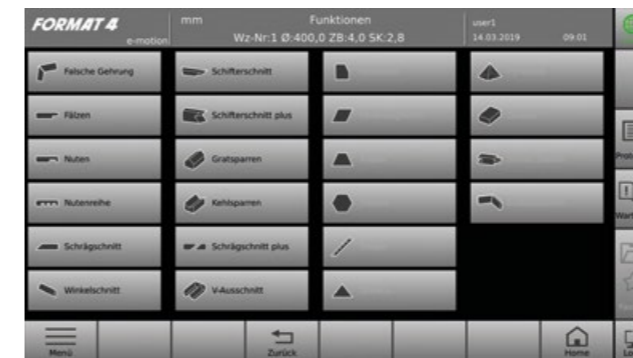 FORMAT 4
e-motion
mm
Funktionen
Wz-Nr:1 Ø:400,0 ZB:4,0 SK:2,8
user1
14.03.2019 09:01
Falsche Gehrung
Schifterschnitt
Fälzen
Schifterschnitt plus
Nuten
Gratsparren
Nutenreihe
Kehlsparren
Schrägschnitt
Schrägschnitt plus
Winkelschnitt
V-Ausschnitt
Menü
Zurück
Home